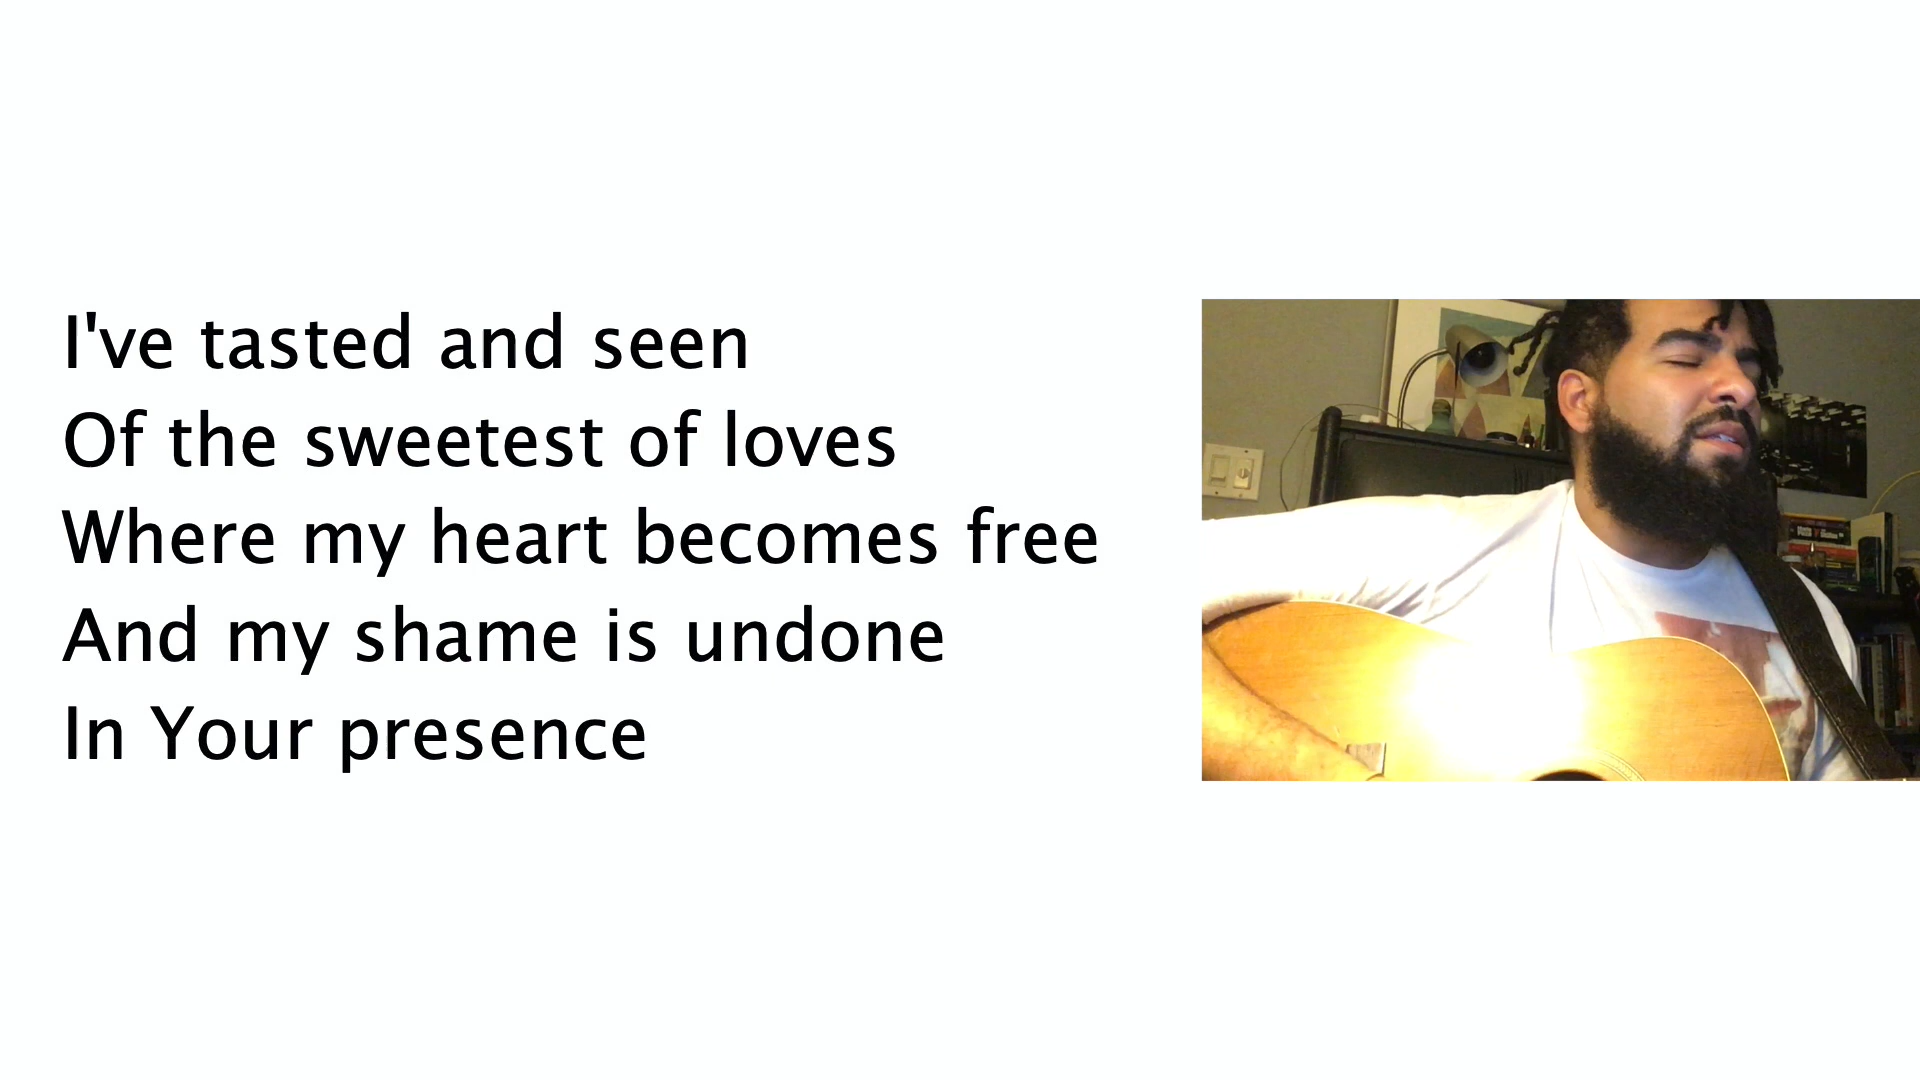 I've tasted and seen
Of the sweetest of loves
Where my heart becomes free
And my shame is undone
In Your presence